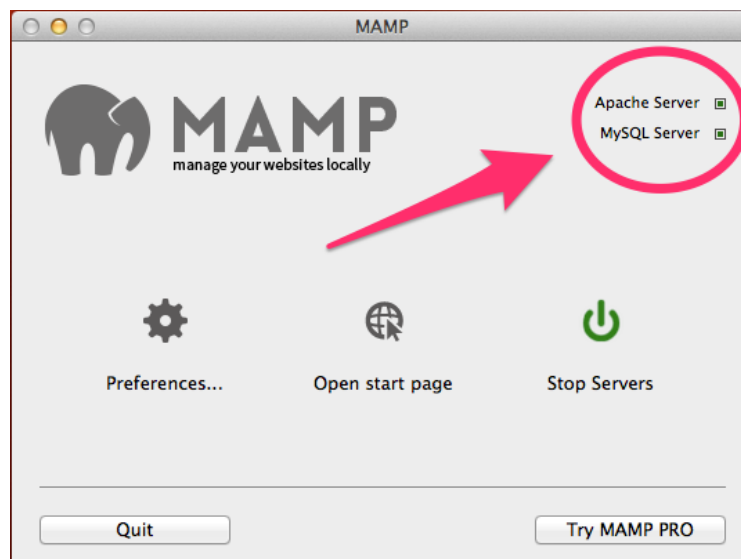 MAMP
MAMP
manage your websites locally
Apache Server
MySQL Server
Preferences...
Open start page
Stop Servers
Quit
Try MAMP PRO